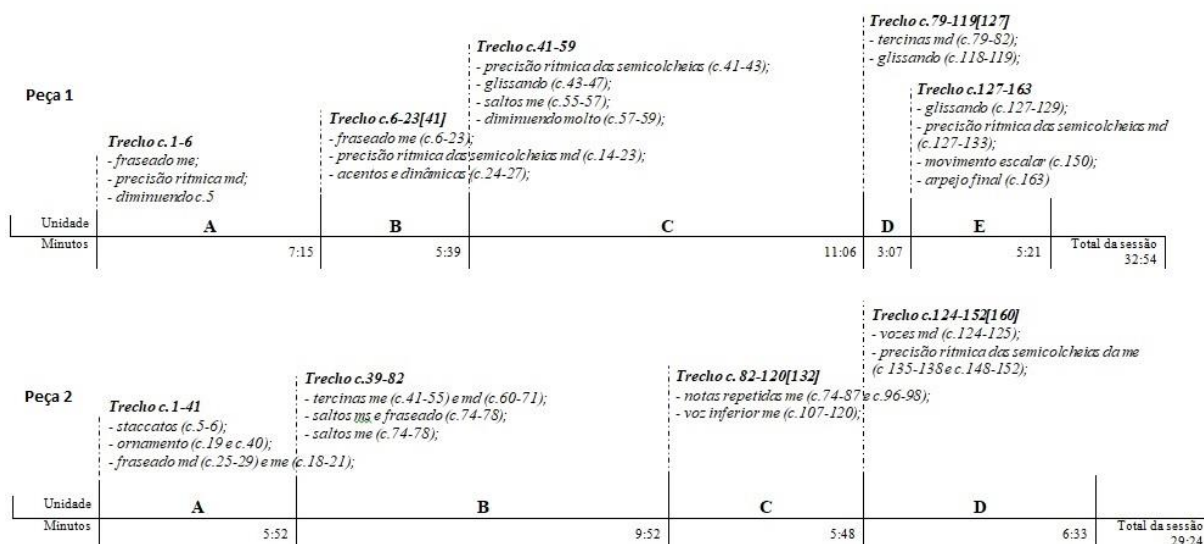 Peça 1
Trecho c.1-6
- fraseado me;
- precisão rítmica md;
- diminuendo c.5
Trecho c.6-23[41]
- fraseado me (c.6-23);
- precisão rítmica das semicolcheias md (c.14-23);
- acentos e dinâmicas (c.24-27);
Trecho c.41-59
- precisão rítmica das semicolcheias (c.41-43);
- glissando (c.43-47);
- saltos me (c.55-57);
- diminuendo molto (c.57-59);
Trecho c.79-119[127]
- tercinas md (c.79-82);
- glissando (c.118-119);
Trecho c.127-163
- glissando (c.127-129);
- precisão rítmica das semicolcheias md
(c.127-133);
- movimento escalar (c.150);
- arpejo final (c.163)
Unidade A B C D E
Minutos 7:15 5:39 11:06 3:07 5:21 Total da sessão
32:54
Peça 2
Trecho c.1-41
- staccatos (c.5-6);
- ornamento (c.19 e c.40);
- fraseado md (c.25-29) e me (c.18-21);
Trecho c.39-82
- tercinas me (c.41-55) e md (c.60-71);
- saltos ms e fraseado (c.74-78);
- saltos me (c.74-78);
Trecho c. 82-120[132]
- notas repetidas me (c.74-87 e c.96-98);
- voz inferior me (c.107-120);
Trecho c.124-152[160]
- vozes md (c.124-125);
- precisão rítmica das semicolcheias da me
(c 135-138 e c.148-152);
Unidade A B C D
Minutos 5:52 9:52 5:48 6:33 Total da sessão
29:24